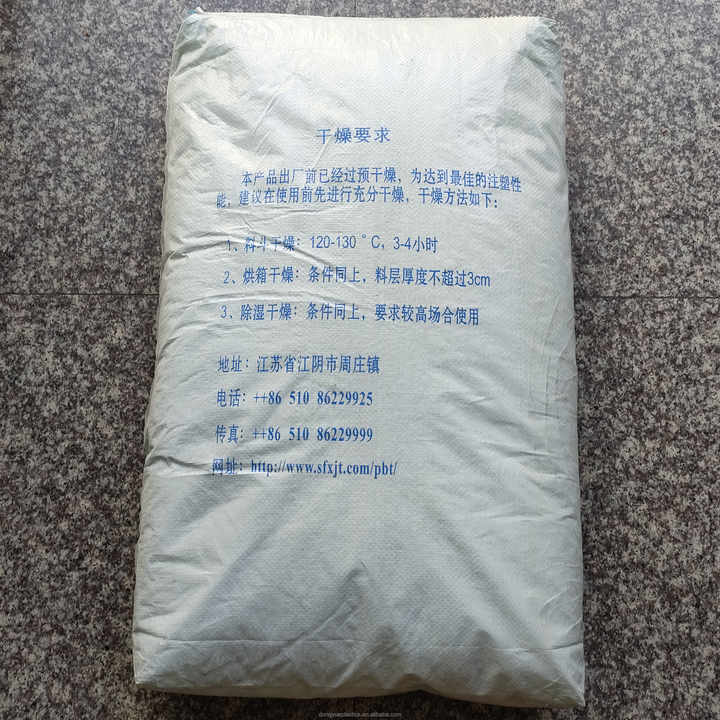 干燥要求
本产品出厂前已经过预干燥，为达到最佳的注塑性
能，建议在使用前先进行充分干燥，干燥方法如下：
1、料斗干燥：120-130 °C，3-4小时
2、烘箱干燥：条件同上，料层厚度不超过3cm
3、除湿干燥：条件同上，要求较高场合使用
地址：江苏省江阴市周庄镇
电话：++86 510 86229925
传真：++86 510 86229999
网址：http://www.sfxjt.com/pbt/